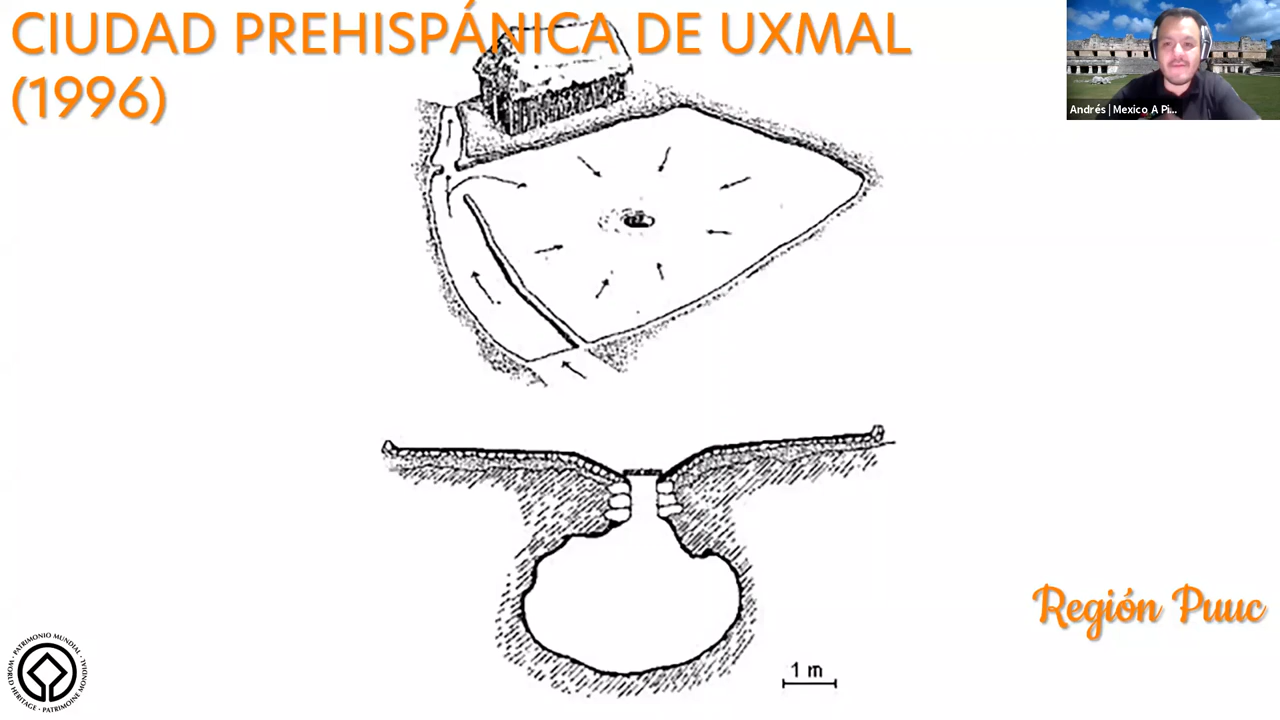 CIUDAD PREHISPÁNICA DE UXMAL
(1996)
Andrés | Mexico A Pi...
Región Puuc
1 m
PATRIMONIO MUNDIAL • WORLD HERITAGE • PATRIMOINE MONDIAL •